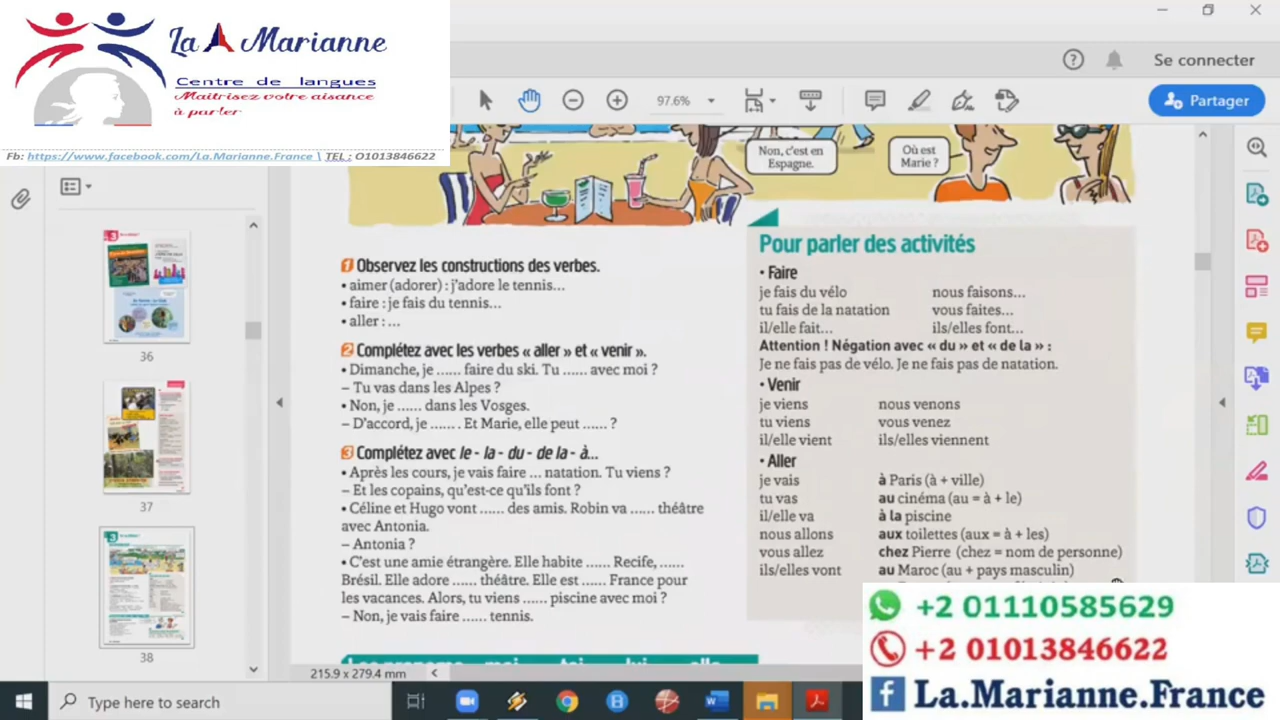 La Marianne
Centre de langues
Maîtrisez votre aisance
à parler
Fb: https://www.facebook.com/La.Marianne.France \ TEL : 01013846622
Se connecter
97.6%
Partager
Non, c'est en
Espagne.
Où est
Marie ?
36
37
38
1 Observez les constructions des verbes.
• aimer (adorer) : j'adore le tennis...
• faire : je fais du tennis...
• aller : ...
2 Complétez avec les verbes « aller » et « venir ».
• Dimanche, je ...... faire du ski. Tu ...... avec moi ?
– Tu vas dans les Alpes ?
• Non, je ...... dans les Vosges.
– D'accord, je ...... . Et Marie, elle peut ...... ?
3 Complétez avec le - la - du - de la - à...
• Après les cours, je vais faire ... natation. Tu viens ?
– Et les copains, qu'est-ce qu'ils font ?
• Céline et Hugo vont ...... des amis. Robin va ...... théâtre
avec Antonia.
– Antonia ?
• C'est une amie étrangère. Elle habite ...... Recife, ......
Brésil. Elle adore ...... théâtre. Elle est ...... France pour
les vacances. Alors, tu viens ...... piscine avec moi ?
– Non, je vais faire ...... tennis.
Pour parler des activités
• Faire
je fais du vélo nous faisons...
tu fais de la natation vous faites...
il/elle fait... ils/elles font...
Attention ! Négation avec « du » et « de la » :
Je ne fais pas de vélo. Je ne fais pas de natation.
• Venir
je viens nous venons
tu viens vous venez
il/elle vient ils/elles viennent
• Aller
je vais à Paris (à + ville)
tu vas au cinéma (au = à + le)
il/elle va à la piscine
nous allons aux toilettes (aux = à + les)
vous allez chez Pierre (chez = nom de personne)
ils/elles vont au Maroc (au + pays masculin)
215.9 x 279.4 mm
+2 01110585629
+2 01013846622
La.Marianne.France
Type here to search